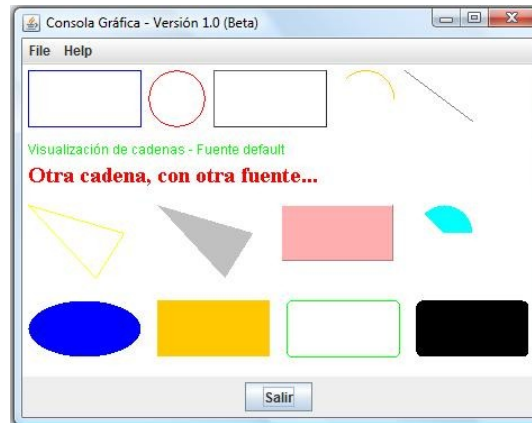 Consola Gráfica - Versión 1.0 (Beta)
File Help
Visualización de cadenas - Fuente default
Otra cadena, con otra fuente...
Salir